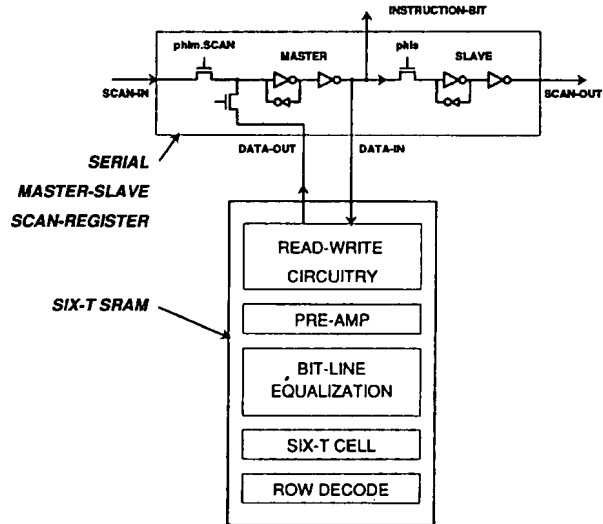 INSTRUCTION-BIT
phim.SCAN
MASTER
phis
SLAVE
SCAN-IN
SCAN-OUT
DATA-OUT
DATA-IN
SERIAL
MASTER-SLAVE
SCAN-REGISTER
READ-WRITE
CIRCUITRY
SIX-T SRAM
PRE-AMP
BIT-LINE
EQUALIZATION
SIX-T CELL
ROW DECODE